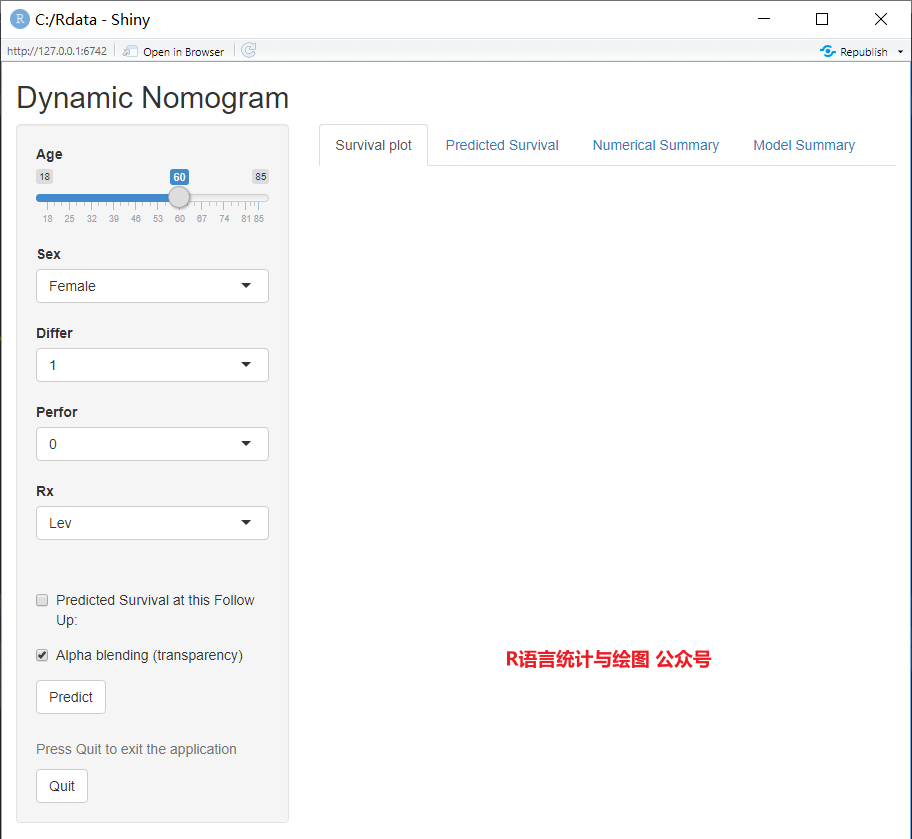 R C:/Rdata - Shiny
http://127.0.0.1:6742 Open in Browser Republish
Dynamic Nomogram
Survival plot Predicted Survival Numerical Summary Model Summary
Age
18 60 85
18 25 32 39 46 53 60 67 74 81 85
Sex
Female
Differ
1
Perfor
0
Rx
Lev
Predicted Survival at this Follow
Up:
Alpha blending (transparency)
R语言统计与绘图 公众号
Predict
Press Quit to exit the application
Quit